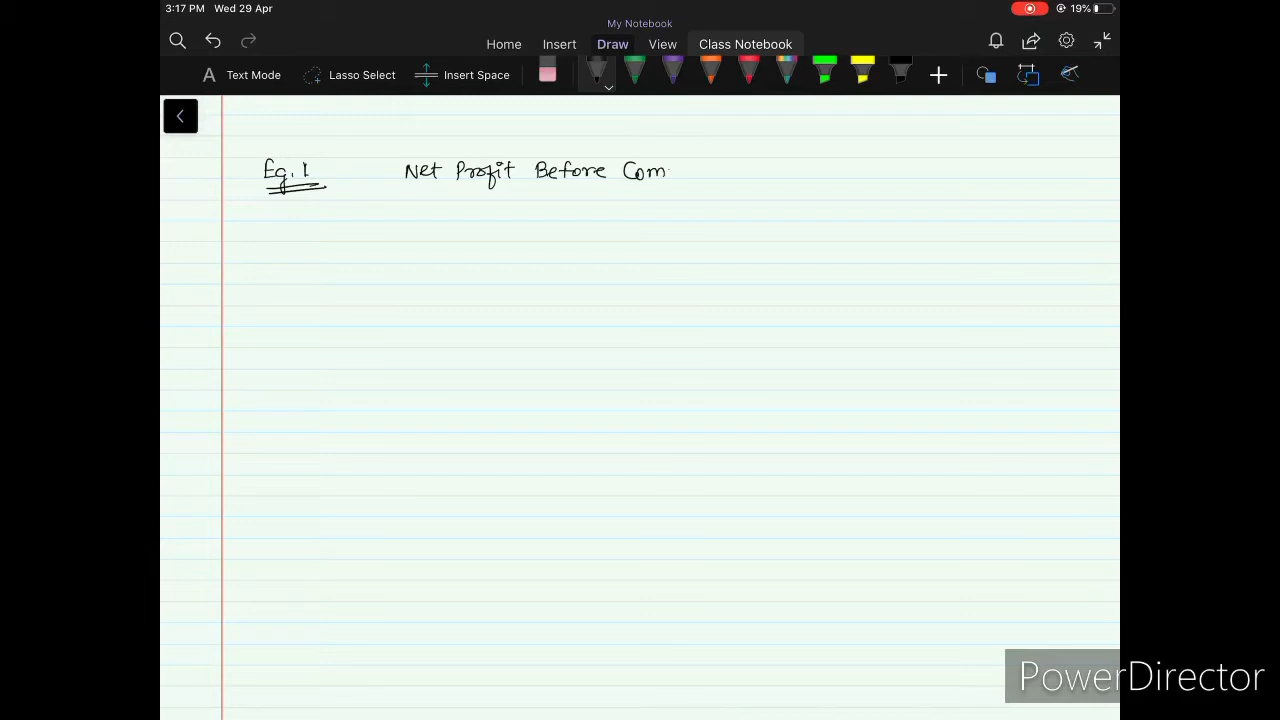 3:17 PM Wed 29 Apr 19%
My Notebook
Home Insert Draw View Class Notebook
Text Mode Lasso Select Insert Space
Eg. 1 Net Profit Before Com
PowerDirector